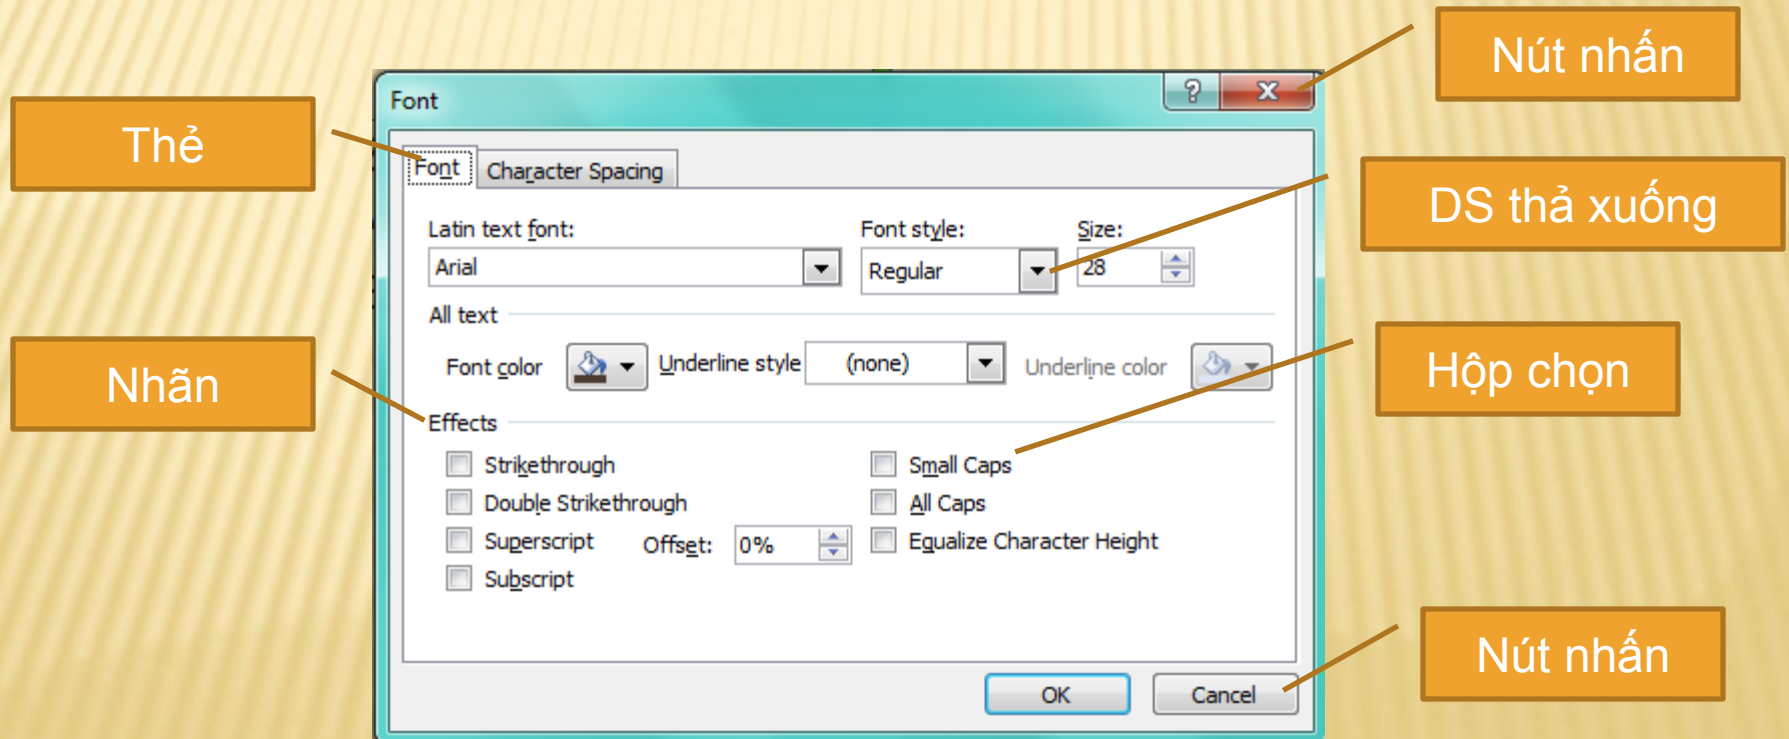 Nút nhấn
Thẻ
Font
?
Font Character Spacing
DS thả xuống
Latin text font: Font style: Size:
Arial Regular 28
All text
Font color Underline style (none) Underline color
Hộp chọn
Nhãn
Effects
Strikethrough Small Caps
Double Strikethrough All Caps
Superscript Offset: 0% Equalize Character Height
Subscript
Nút nhấn
OK Cancel